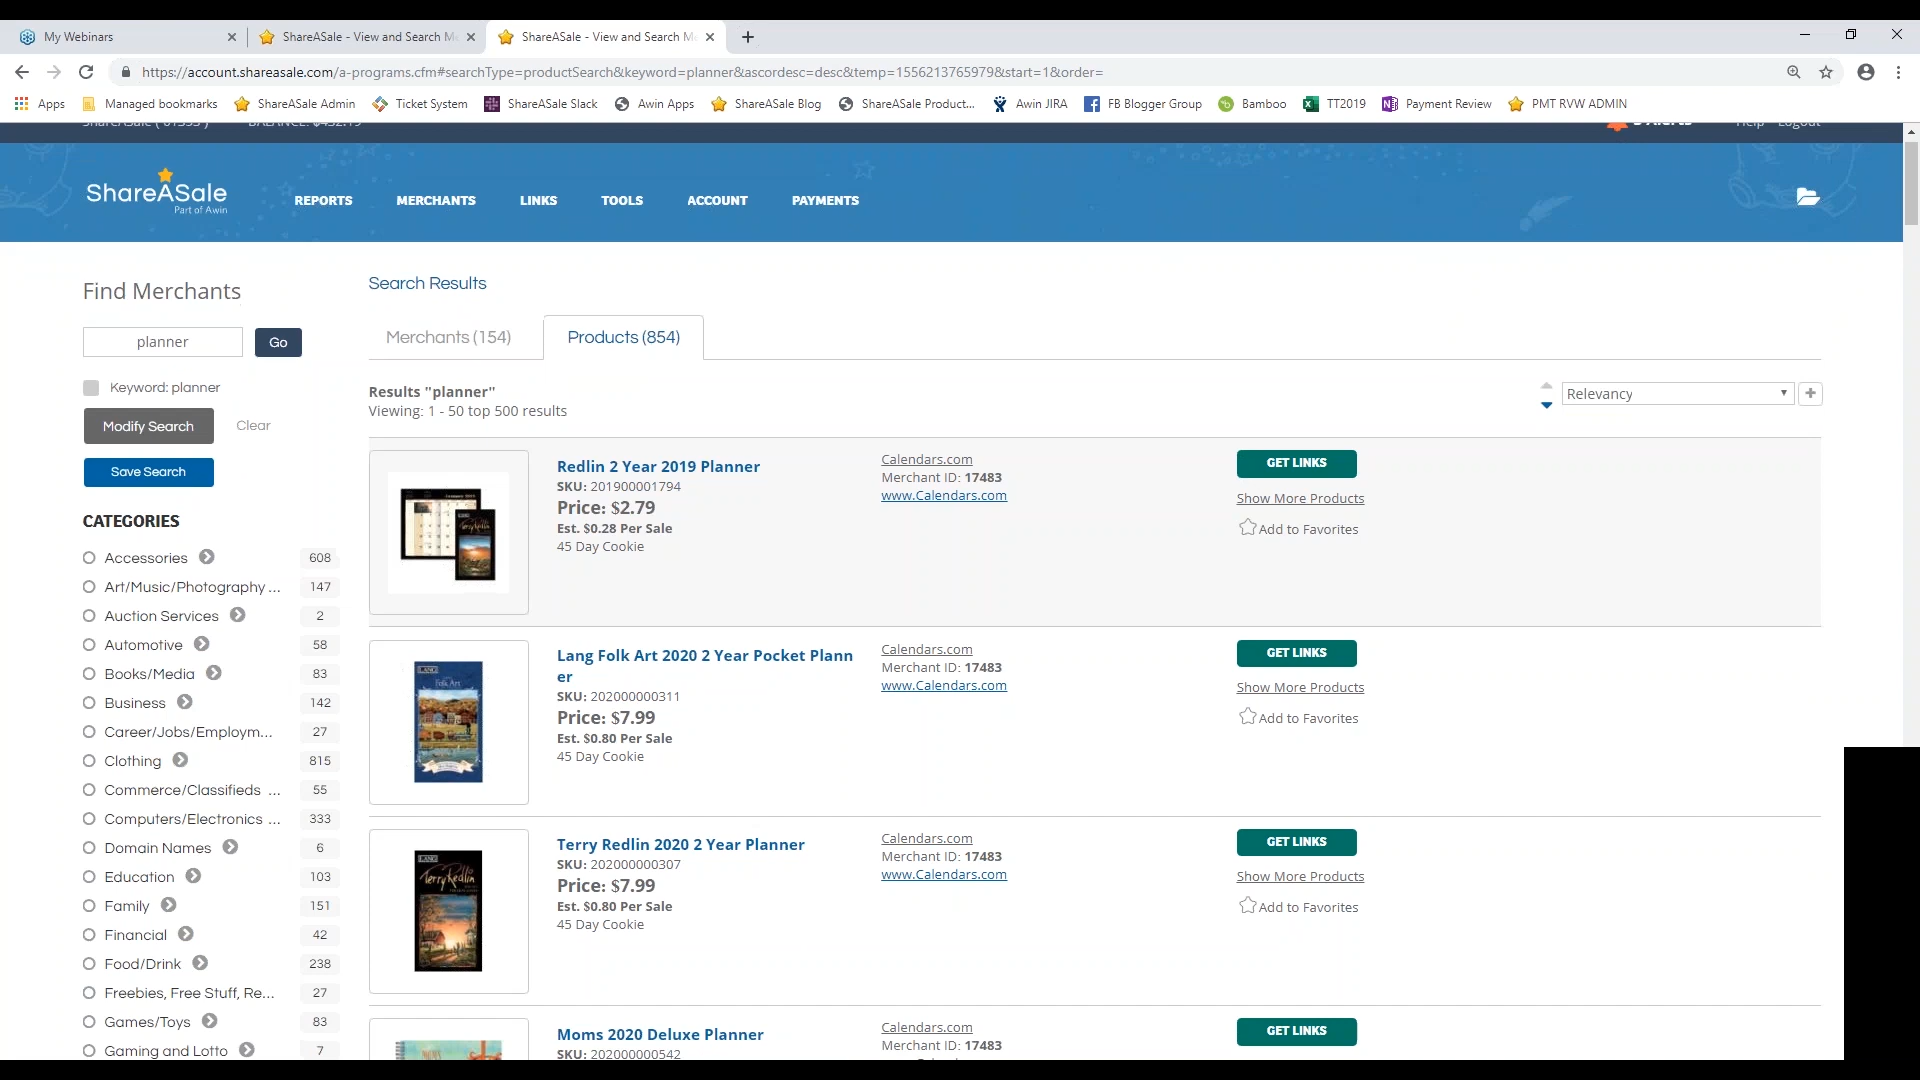 My Webinars
ShareASale - View and Search Me
ShareASale - View and Search Me
https://account.shareasale.com/a-programs.cfm#searchType=productSearch&keyword=planner&ascordesc=desc&temp=1556213765979&start=1&order=
Apps
Managed bookmarks
ShareASale Admin
Ticket System
ShareASale Slack
Awin Apps
ShareASale Blog
ShareASale Product...
Awin JIRA
FB Blogger Group
Bamboo
TT2019
Payment Review
PMT RVW ADMIN
Help
Logout
ShareASale
Part of Awin
REPORTS
MERCHANTS
LINKS
TOOLS
ACCOUNT
PAYMENTS
Find Merchants
planner
Go
Keyword: planner
Modify Search
Clear
Save Search
CATEGORIES
Accessories 608
Art/Music/Photography ... 147
Auction Services 2
Automotive 58
Books/Media 83
Business 142
Career/Jobs/Employm... 27
Clothing 815
Commerce/Classifieds ... 55
Computers/Electronics ... 333
Domain Names 6
Education 103
Family 151
Financial 42
Food/Drink 238
Freebies, Free Stuff, Re... 27
Games/Toys 83
Gaming and Lotto 7
Search Results
Merchants (154)
Products (854)
Results "planner"
Viewing: 1 - 50 top 500 results
Relevancy
Redlin 2 Year 2019 Planner
SKU: 201900001794
Price: $2.79
Est. $0.28 Per Sale
45 Day Cookie
Calendars.com
Merchant ID: 17483
www.Calendars.com
GET LINKS
Show More Products
Add to Favorites
LANG
Folk Art
Lang Folk Art 2020 2 Year Pocket Plann
er
SKU: 202000000311
Price: $7.99
Est. $0.80 Per Sale
45 Day Cookie
Calendars.com
Merchant ID: 17483
www.Calendars.com
GET LINKS
Show More Products
Add to Favorites
LANG
Terry Redlin
Terry Redlin 2020 2 Year Planner
SKU: 202000000307
Price: $7.99
Est. $0.80 Per Sale
45 Day Cookie
Calendars.com
Merchant ID: 17483
www.Calendars.com
GET LINKS
Show More Products
Add to Favorites
Moms 2020 Deluxe Planner
SKU: 202000000542
Calendars.com
Merchant ID: 17483
GET LINKS